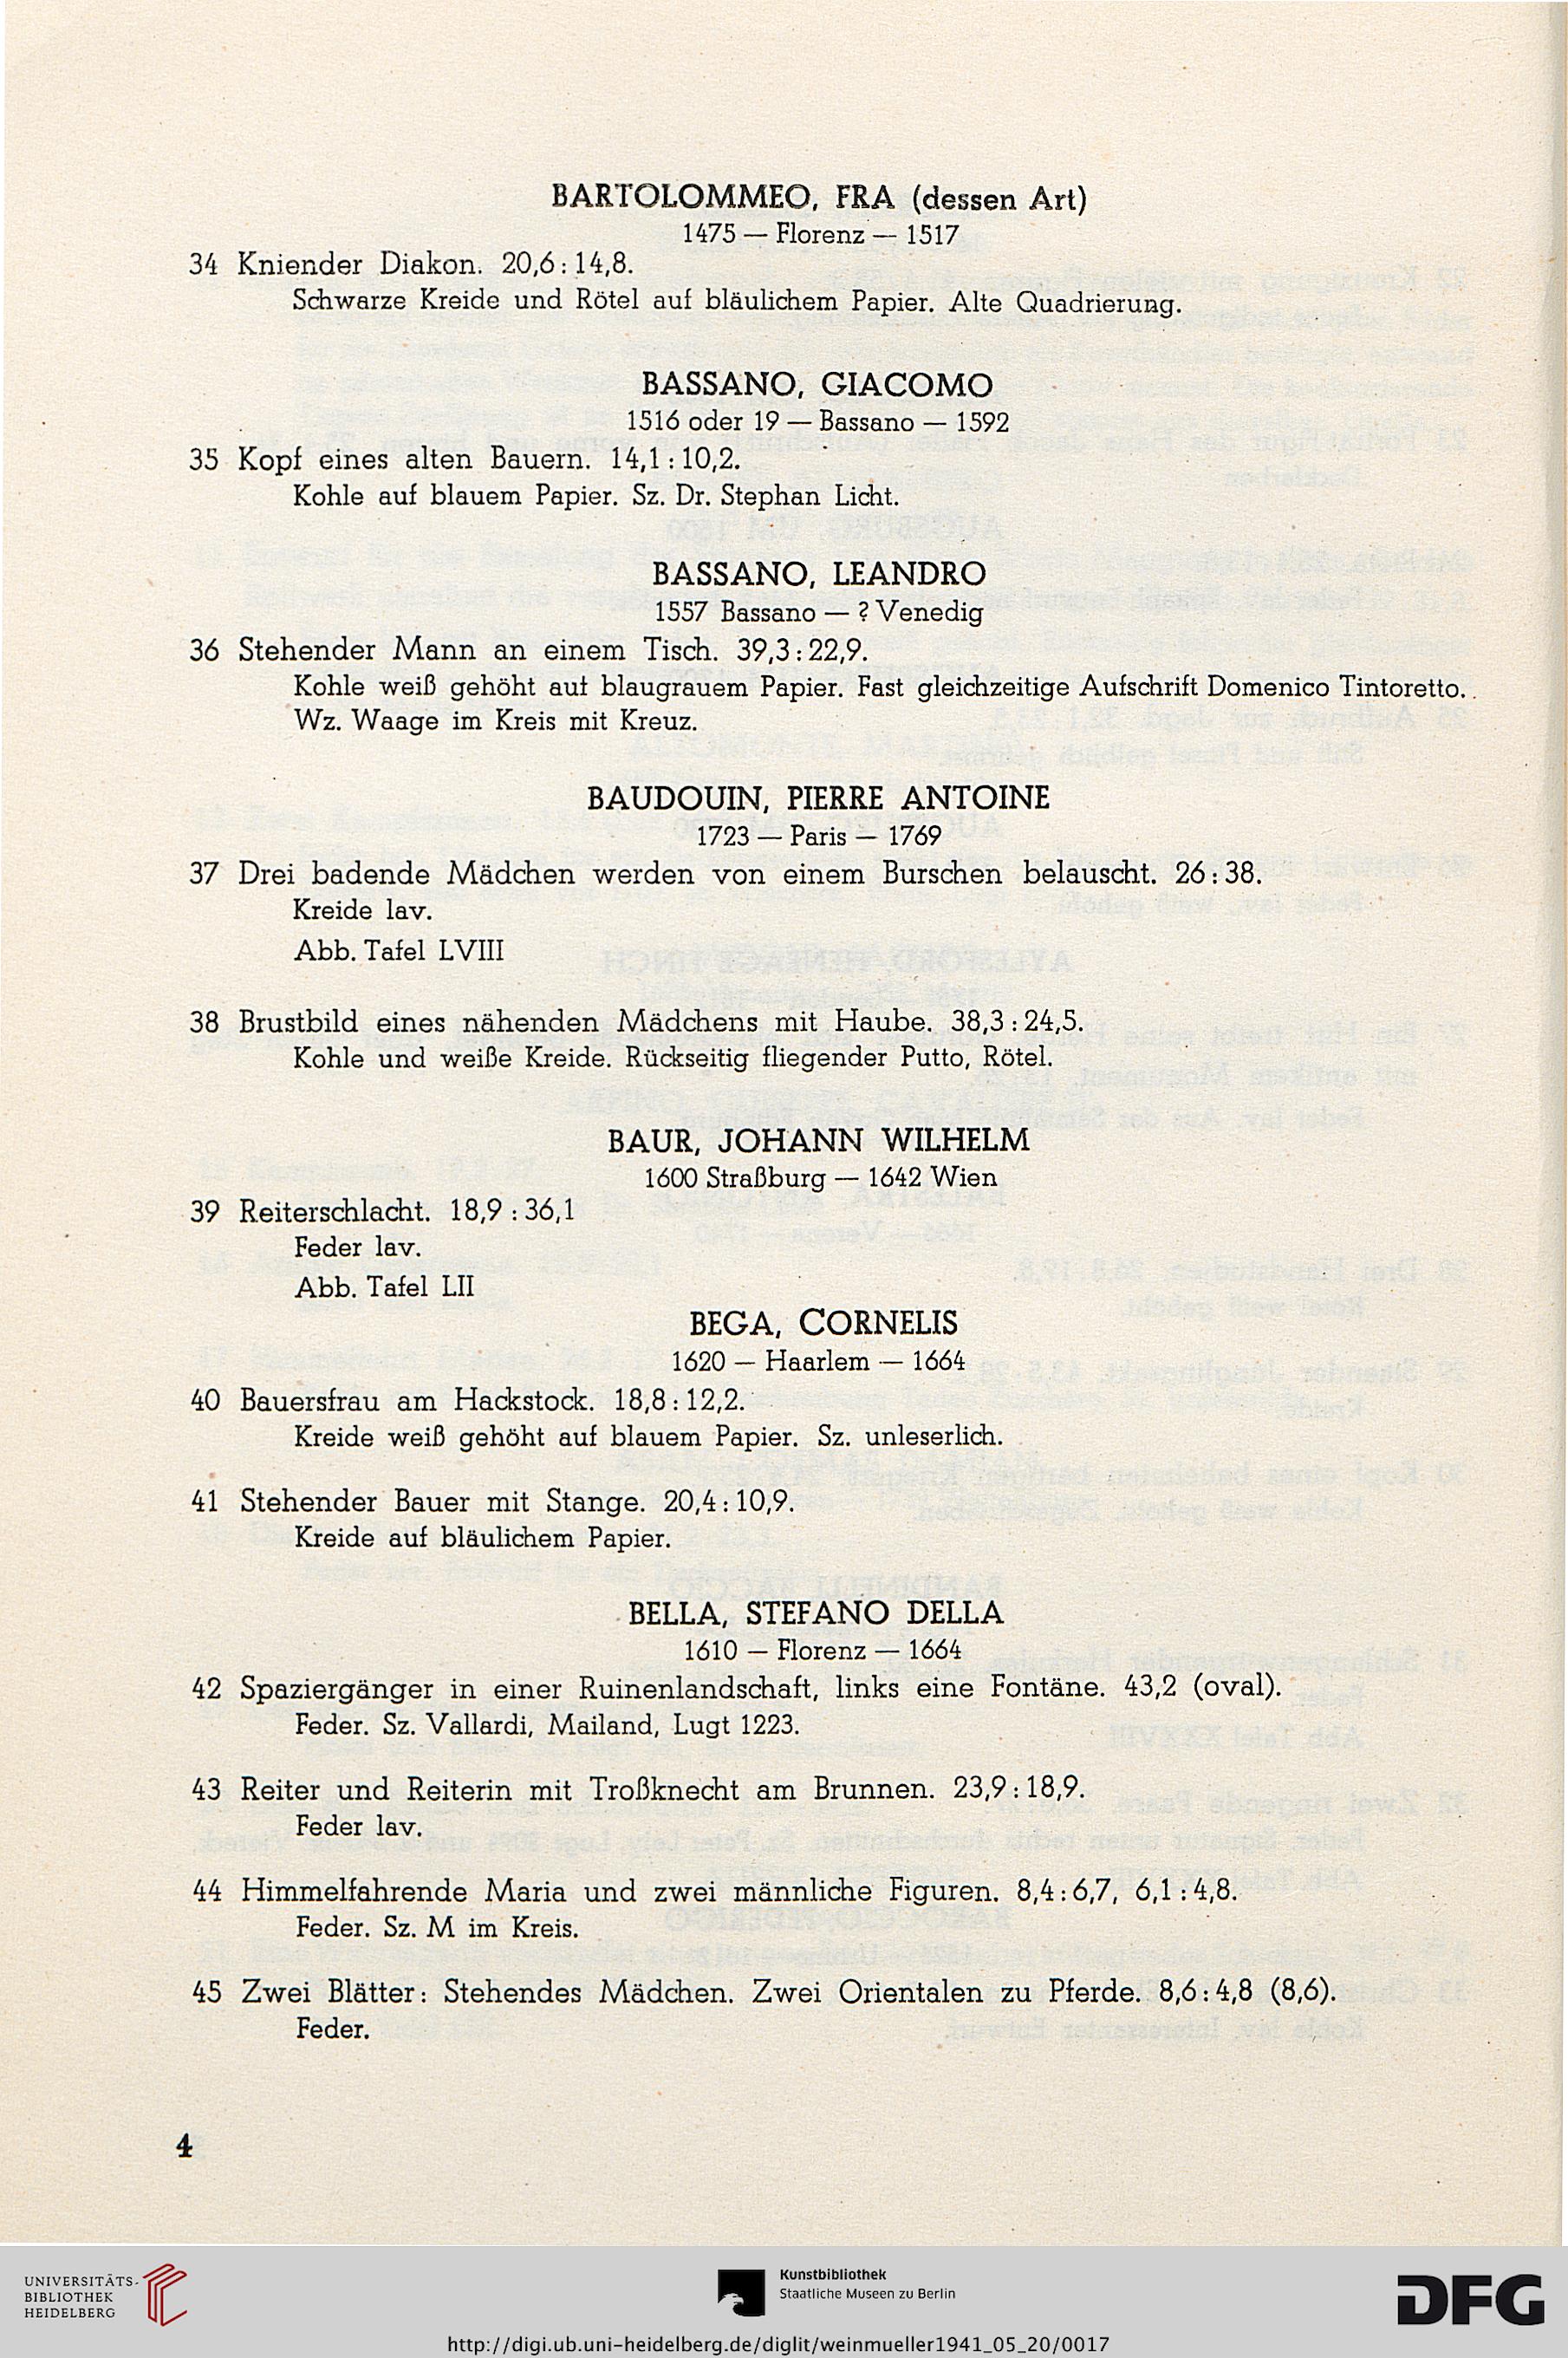 BARTOLOMMEO, FRA (dessen Art)
1475 — Florenz — 1517
34 Kniender Diakon. 20,6 : 14,8.
Schwarze Kreide und Rötel auf bläulichem Papier. Alte Quadrierung.
BASSANO, GIACOMO
1516 oder 19 — Bassano — 1592
35 Kopf eines alten Bauern. 14,1 : 10,2.
Kohle auf blauem Papier. Sz. Dr. Stephan Licht.
BASSANO, LEANDRO
1557 Bassano — ? Venedig
36 Stehender Mann an einem Tisch. 39,3 : 22,9.
Kohle weiß gehöht auf blaugrauem Papier. Fast gleichzeitige Aufschrift Domenico Tintoretto.
Wz. Waage im Kreis mit Kreuz.
BAUDOUIN, PIERRE ANTOINE
1723 — Paris — 1769
37 Drei badende Mädchen werden von einem Burschen belauscht. 26 : 38.
Kreide lav.
Abb. Tafel LVIII
38 Brustbild eines nähenden Mädchens mit Haube. 38,3 : 24,5.
Kohle und weiße Kreide. Rückseitig fliegender Putto, Rötel.
BAUR, JOHANN WILHELM
1600 Straßburg — 1642 Wien
39 Reiterschlacht. 18,9 : 36,1
Feder lav.
Abb. Tafel LII
BEGA, CORNELIS
1620 — Haarlem — 1664
40 Bauersfrau am Hackstock. 18,8 : 12,2.
Kreide weiß gehöht auf blauem Papier. Sz. unleserlich.
41 Stehender Bauer mit Stange. 20,4 : 10,9.
Kreide auf bläulichem Papier.
BELLA, STEFANO DELLA
1610 — Florenz — 1664
42 Spaziergänger in einer Ruinenlandschaft, links eine Fontäne. 43,2 (oval).
Feder. Sz. Vallardi, Mailand, Lugt 1223.
43 Reiter und Reiterin mit Troßknecht am Brunnen. 23,9 : 18,9.
Feder lav.
44 Himmelfahrende Maria und zwei männliche Figuren. 8,4 : 6,7, 6,1 : 4,8.
Feder. Sz. M im Kreis.
45 Zwei Blätter: Stehendes Mädchen. Zwei Orientalen zu Pferde. 8,6 : 4,8 (8,6).
Feder.
4
UNIVERSITÄTS-
BIBLIOTHEK
HEIDELBERG
Kunstbibliothek
Staatliche Museen zu Berlin
DFG
http://digi.ub.uni-heidelberg.de/diglit/weinmueller1941_05_20/0017